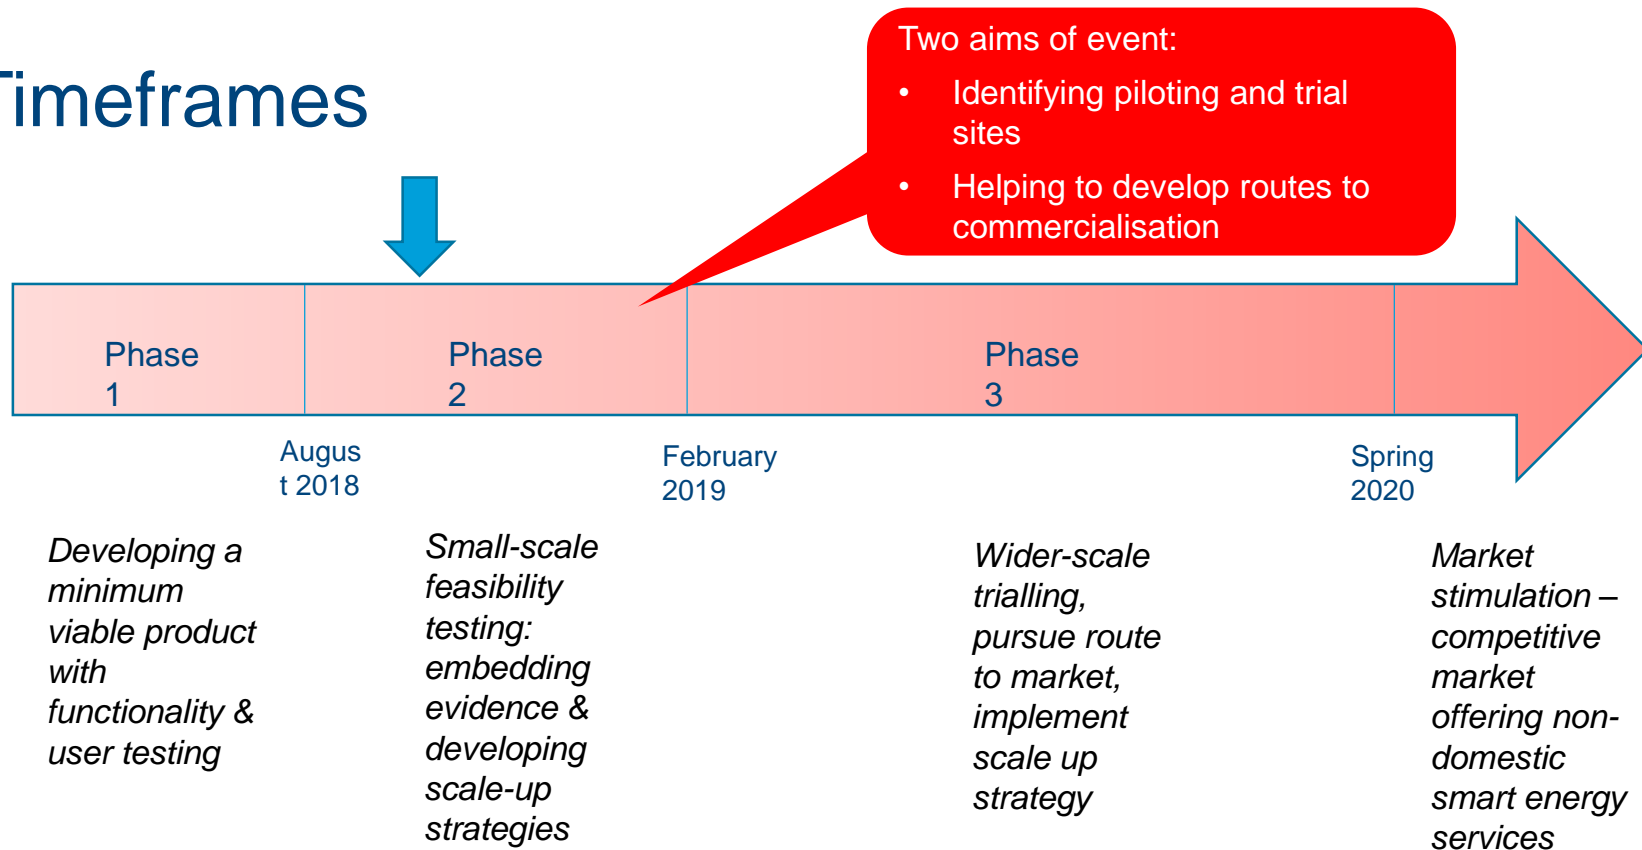 Timeframes
Two aims of event:
• Identifying piloting and trial
sites
• Helping to develop routes to
commercialisation
Phase
1
Phase
2
Phase
3
Augus
t 2018
February
2019
Spring
2020
Developing a
minimum
viable product
with
functionality &
user testing
Small-scale
feasibility
testing:
embedding
evidence &
developing
scale-up
strategies
Wider-scale
trialling,
pursue route
to market,
implement
scale up
strategy
Market
stimulation –
competitive
market
offering non-
domestic
smart energy
services